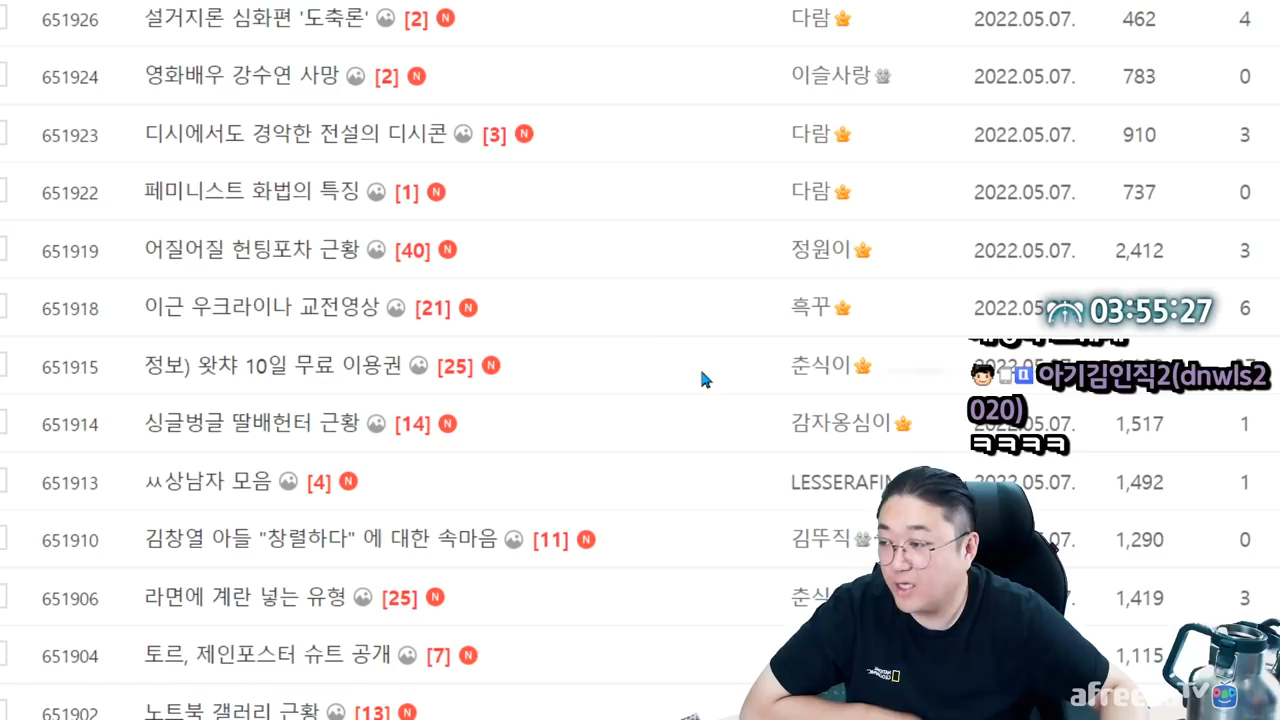 651926 설거지론 심화편 '도축론' [2] N 다람 2022.05.07. 462 4
651924 영화배우 강수연 사망 [2] N 이슬사랑 2022.05.07. 783 0
651923 디시에서도 경악한 전설의 디시콘 [3] N 다람 2022.05.07. 910 3
651922 페미니스트 화법의 특징 [1] N 다람 2022.05.07. 737 0
651919 어질어질 헌팅포차 근황 [40] N 정원이 2022.05.07. 2,412 3
651918 이근 우크라이나 교전영상 [21] N 흑꾸 2022.05 6
03:55:27
651915 정보) 왓챠 10일 무료 이용권 [25] N 춘식이
아기김인직2(dnwls2
020)
ㅋㅋㅋㅋ
651914 싱글벙글 딸배헌터 근황 [14] N 감자옹심이 2022.05.07. 1,517 1
651913 ㅆ상남자 모음 [4] N LESSERAFIN 2022.05.07. 1,492 1
651910 김창열 아들 "창렬하다" 에 대한 속마음 [11] N 김뚜직 07. 1,290 0
651906 라면에 계란 넣는 유형 [25] N 춘식 1,419 3
651904 토르, 제인포스터 슈트 공개 [7] N 1,115
651902 노트북 갤러리 근황 [13] N
NATIONAL
GEOGRAPHIC
afreecaTV